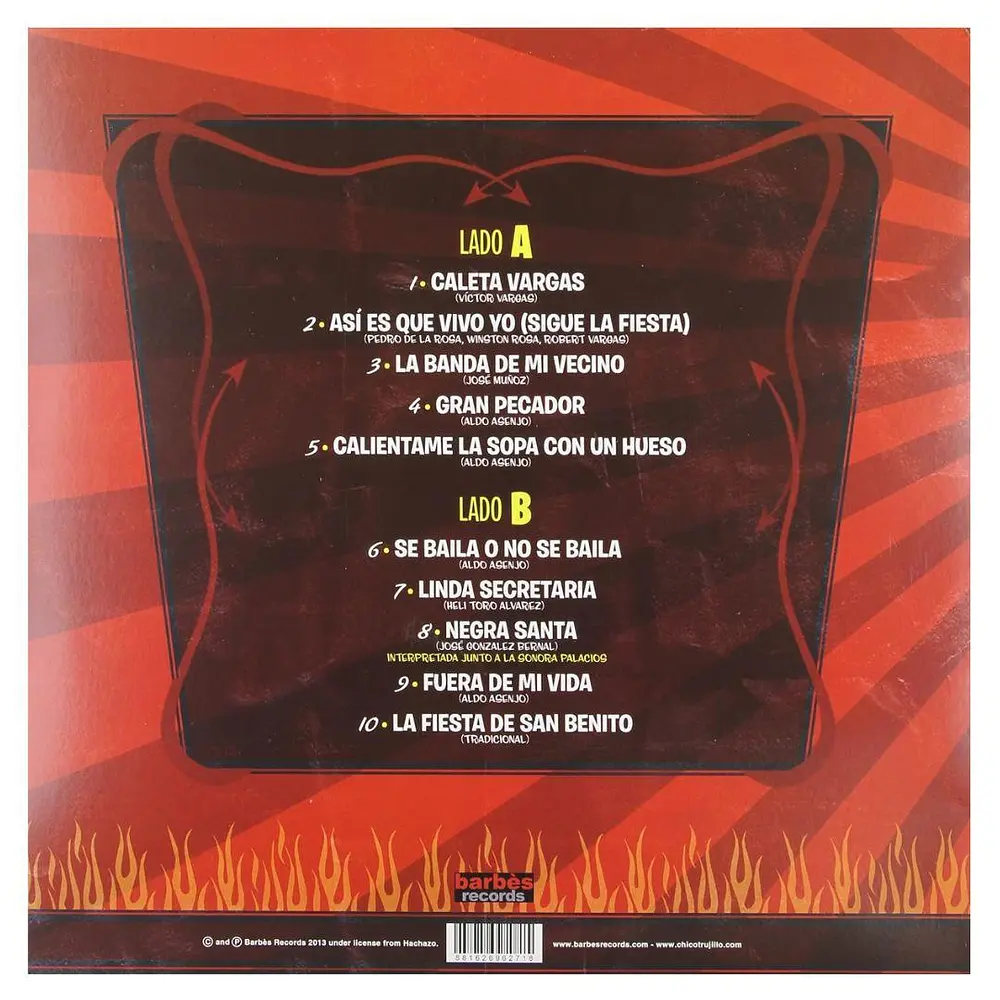 LADO A
1 • CALETA VARGAS
(VÍCTOR VARGAS)
2 • ASÍ ES QUE VIVO YO (SIGUE LA FIESTA)
(PEDRO DE LA ROSA, WINSTON ROSA, ROBERT VARGAS)
3 • LA BANDA DE MI VECINO
(JOSÉ MUÑOZ)
4 • GRAN PECADOR
(ALDO ASENJO)
5 • CALIENTAME LA SOPA CON UN HUESO
(ALDO ASENJO)
LADO B
6 • SE BAILA O NO SE BAILA
(ALDO ASENJO)
7 • LINDA SECRETARIA
(HELI TORO ALVAREZ)
8 • NEGRA SANTA
(JOSÉ GONZALEZ BERNAL)
INTERPRETADA JUNTO A LA SONORA PALACIOS
9 • FUERA DE MI VIDA
(ALDO ASENJO)
10 • LA FIESTA DE SAN BENITO
(TRADICIONAL)
barbès
records
© and ℗ Barbès Records 2013 under license from Hachazo.
881626962718
www.barbesrecords.com - www.chicotrujillo.com